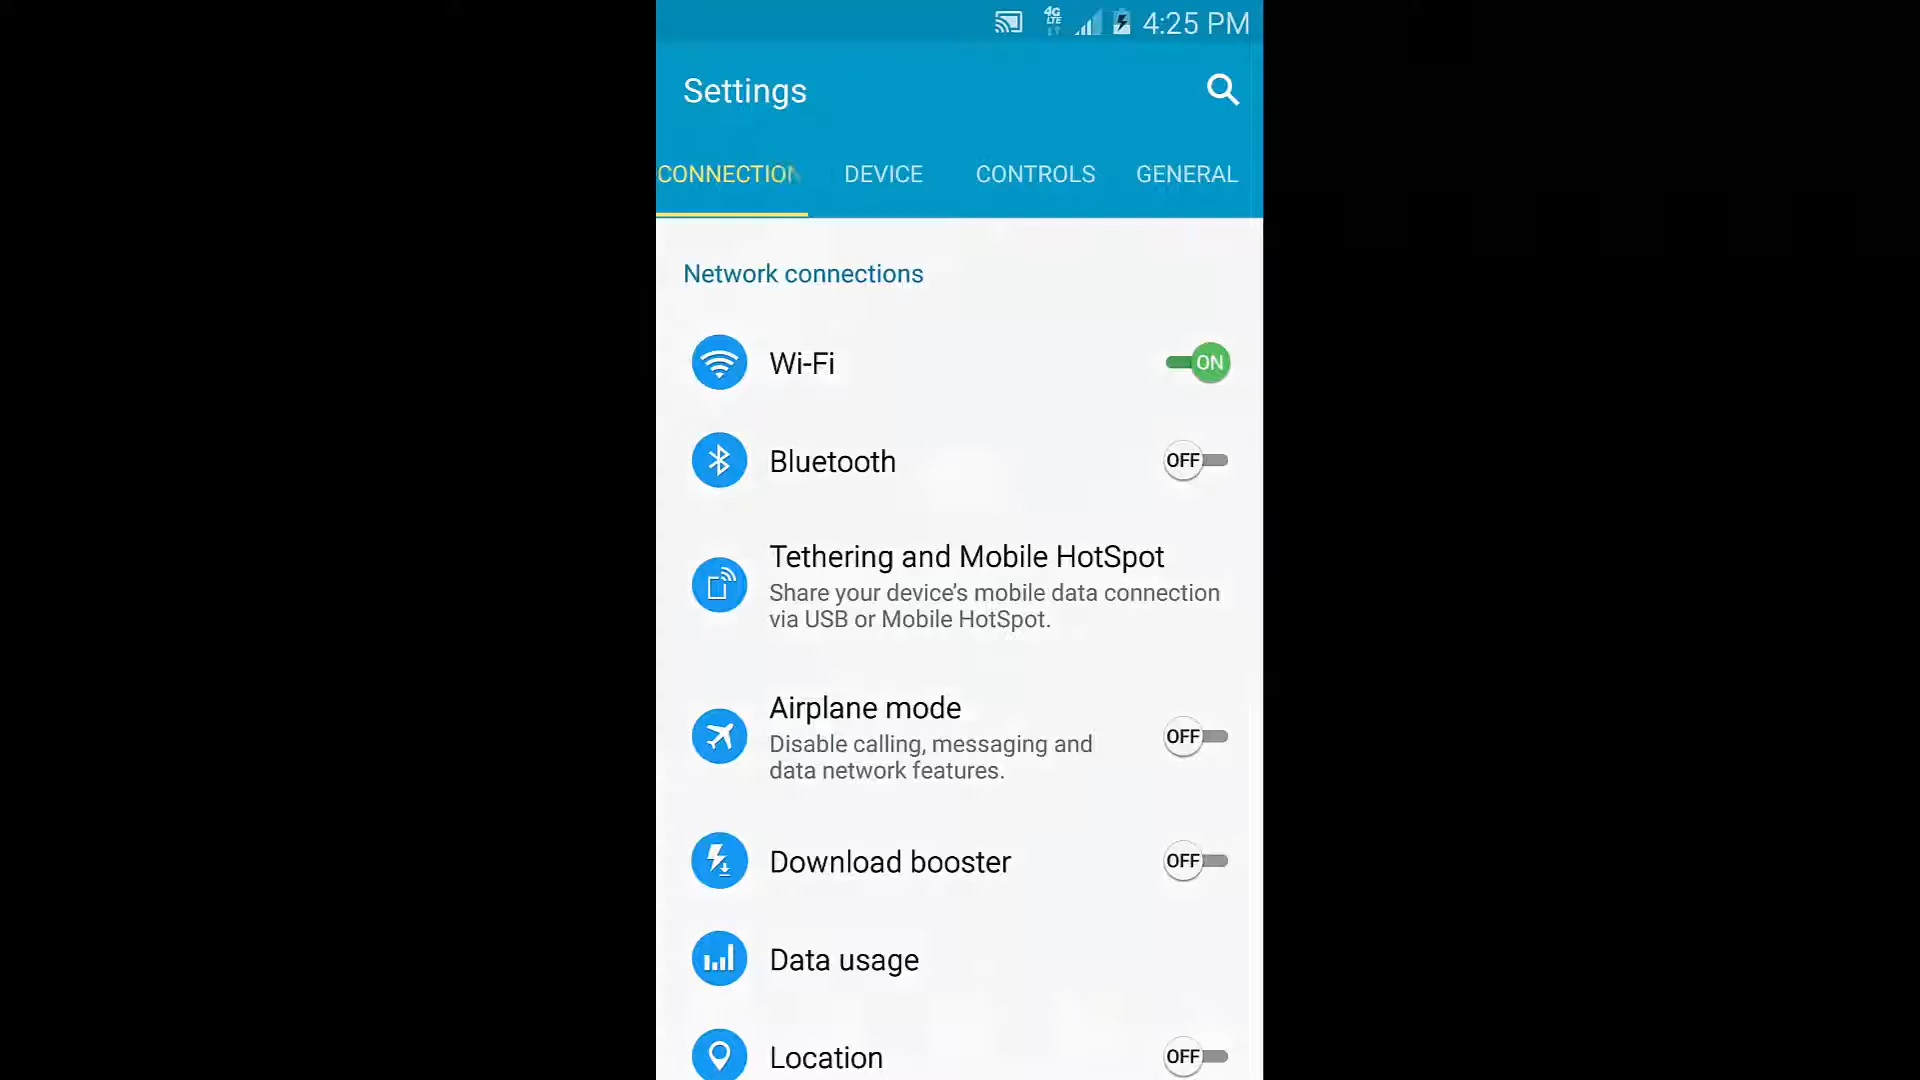 4G LTE 4:25 PM
Settings
CONNECTION DEVICE CONTROLS GENERAL
Network connections
Wi-Fi ON
Bluetooth OFF
Tethering and Mobile HotSpot
Share your device's mobile data connection
via USB or Mobile HotSpot.
Airplane mode
Disable calling, messaging and
data network features.
OFF
Download booster OFF
Data usage
Location OFF